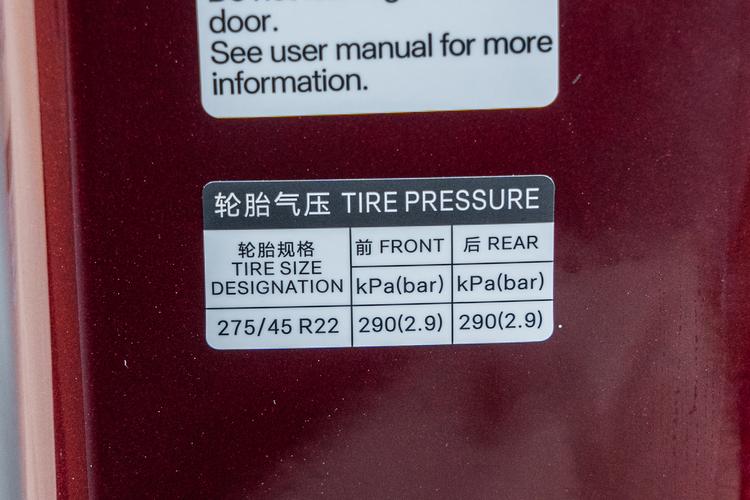 door.
See user manual for more
information.
轮胎气压 TIRE PRESSURE
轮胎规格
TIRE SIZE
DESIGNATION
前 FRONT
后 REAR
kPa(bar)
kPa(bar)
275/45 R22
290(2.9)
290(2.9)